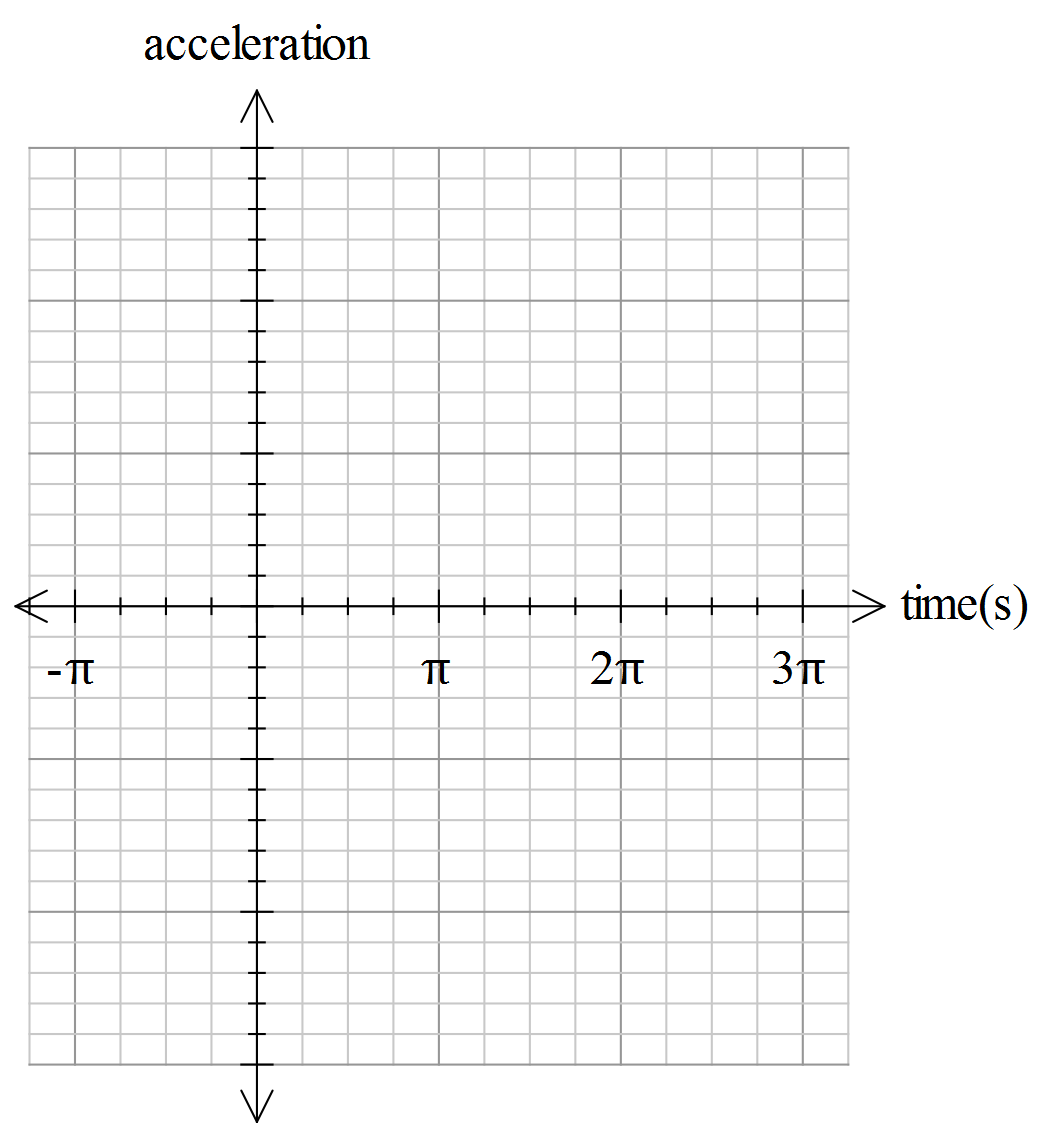 acceleration
time(s)
-π π 2π 3π